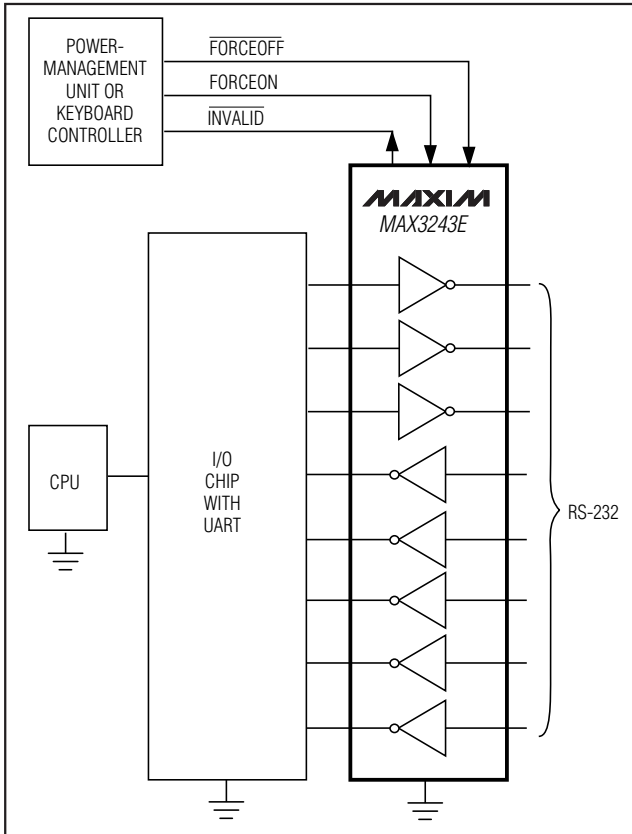 POWER-
MANAGEMENT
UNIT OR
KEYBOARD
CONTROLLER
FORCEOFF
FORCEON
INVALID
MAXIM
MAX3243E
CPU
I/O
CHIP
WITH
UART
RS-232